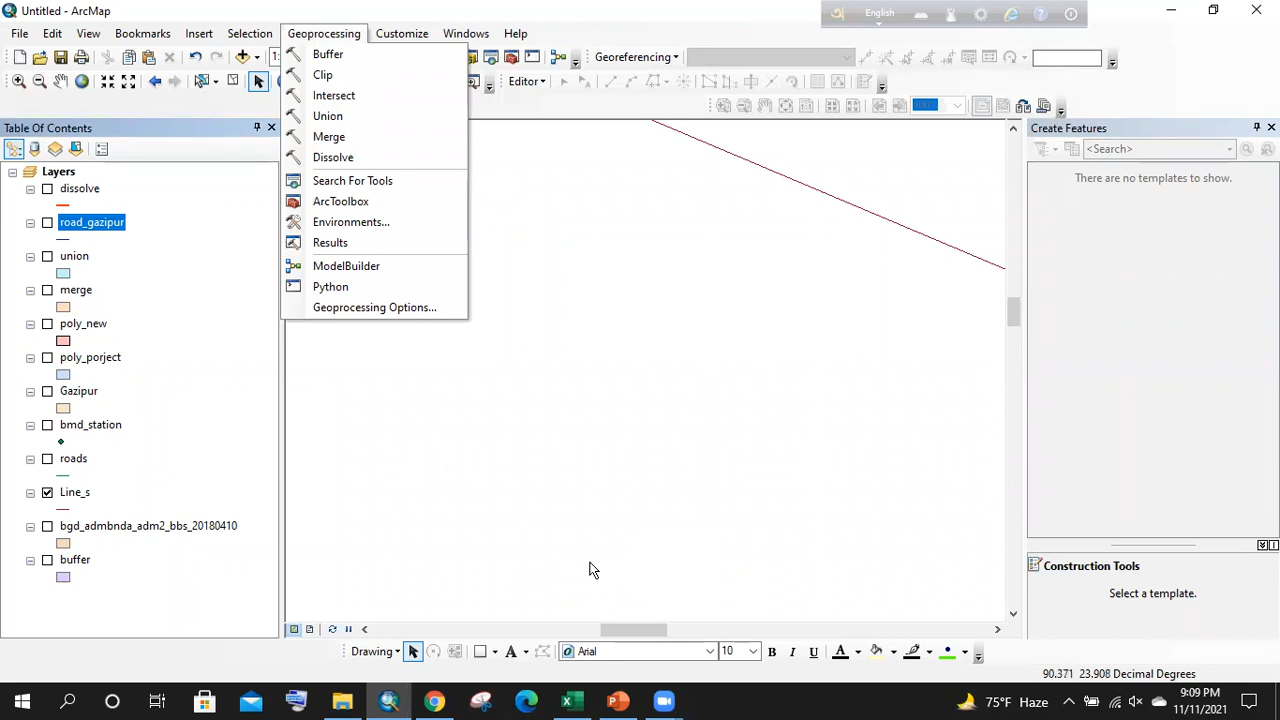 Untitled - ArcMap
English
File Edit View Bookmarks Insert Selection Geoprocessing Customize Windows Help
Georeferencing
Editor
Buffer
Clip
Intersect
Union
Merge
Dissolve
Search For Tools
ArcToolbox
Environments...
Results
ModelBuilder
Python
Geoprocessing Options...
Table Of Contents
Layers
dissolve
road_gazipur
union
merge
poly_new
poly_porject
Gazipur
bmd_station
roads
Line_s
bgd_admbnda_adm2_bbs_20180410
buffer
Create Features
<Search>
There are no templates to show.
Construction Tools
Select a template.
Drawing
Arial
10
B I U A
90.371 23.908 Decimal Degrees
75°F Haze
9:09 PM
11/11/2021